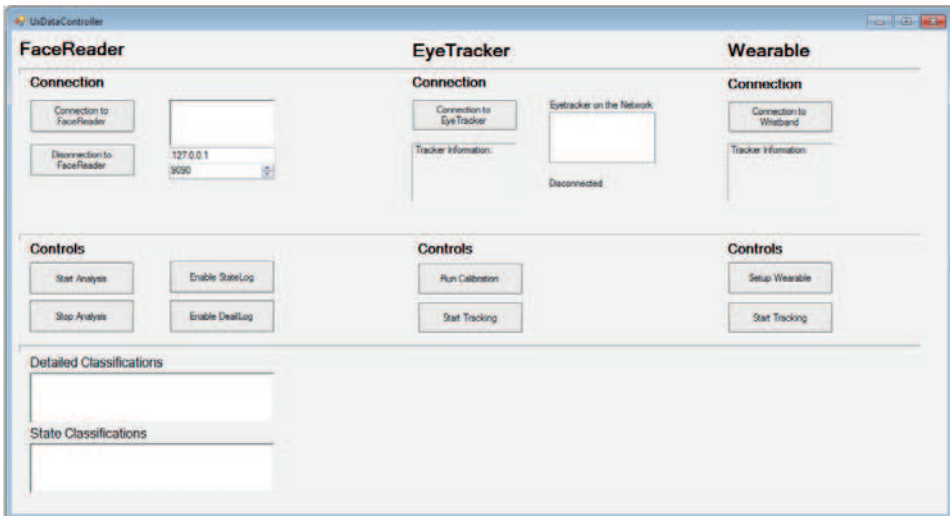 UxDataController
FaceReader
EyeTracker
Wearable
Connection
Connection to
FaceReader
Disonnection to
FaceReader
127.0.0.1
9090
Connection
Connection to
EyeTracker
Eyetracker on the Network
Tracker Information:
Disconnected
Connection
Connection to
Wristband
Tracker Information:
Controls
Start Analysis
Enable StateLog
Stop Analysis
Enable DeailLog
Controls
Run Calibration
Start Tracking
Controls
Setup Wearable
Start Tracking
Detailed Classifications
State Classifications